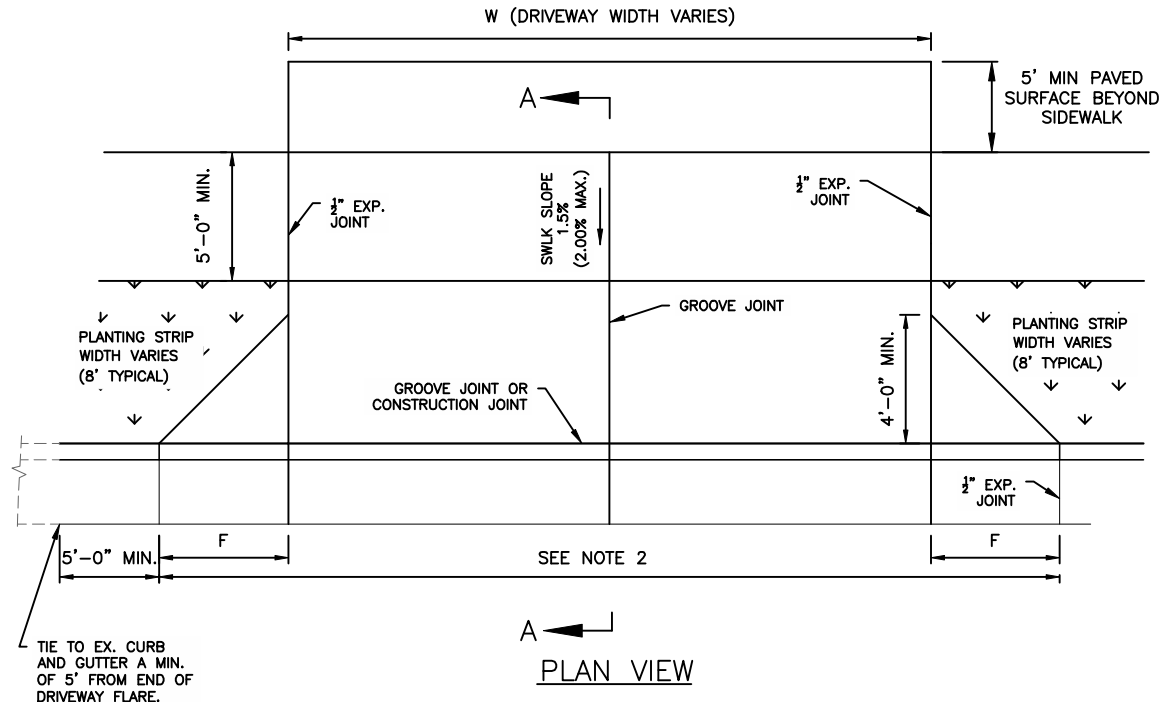 W (DRIVEWAY WIDTH VARIES)
A
5' MIN PAVED
SURFACE BEYOND
SIDEWALK
5'-0" MIN.
½" EXP.
JOINT
SWLK SLOPE
1.5%
(2.00% MAX.)
½" EXP.
JOINT
GROOVE JOINT
PLANTING STRIP
WIDTH VARIES
(8' TYPICAL)
GROOVE JOINT OR
CONSTRUCTION JOINT
4'-0" MIN.
PLANTING STRIP
WIDTH VARIES
(8' TYPICAL)
½" EXP.
JOINT
5'-0" MIN.
F
SEE NOTE 2
F
A
TIE TO EX. CURB
AND GUTTER A MIN.
OF 5' FROM END OF
DRIVEWAY FLARE.
PLAN VIEW